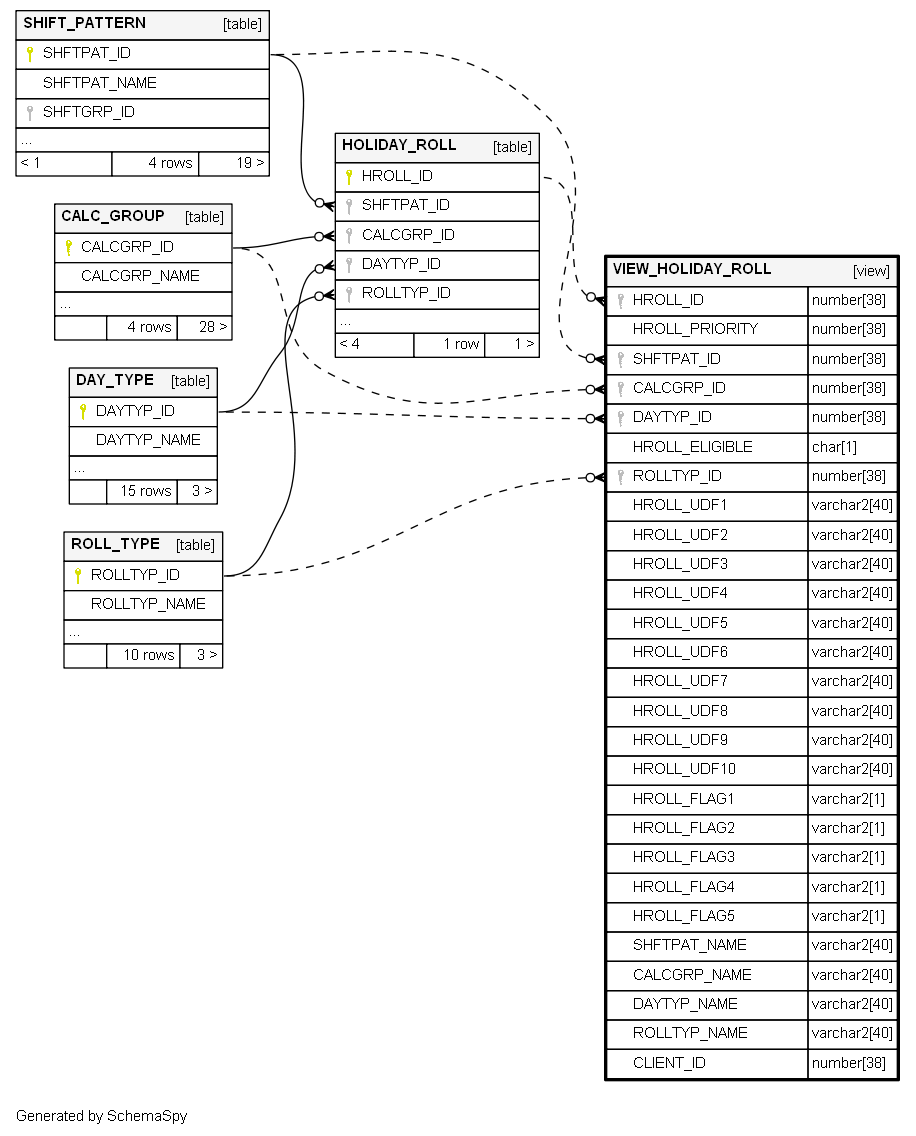 SHIFT_PATTERN [table]
SHFTPAT_ID
SHFTPAT_NAME
SHFTGRP_ID
...
< 1 4 rows 19 >
HOLIDAY_ROLL [table]
HROLL_ID
SHFTPAT_ID
CALCGRP_ID
DAYTYP_ID
ROLLTYP_ID
...
< 4 1 row 1 >
CALC_GROUP [table]
CALCGRP_ID
CALCGRP_NAME
...
4 rows 28 >
DAY_TYPE [table]
DAYTYP_ID
DAYTYP_NAME
...
15 rows 3 >
ROLL_TYPE [table]
ROLLTYP_ID
ROLLTYP_NAME
...
10 rows 3 >
VIEW_HOLIDAY_ROLL [view]
HROLL_ID number[38]
HROLL_PRIORITY number[38]
SHFTPAT_ID number[38]
CALCGRP_ID number[38]
DAYTYP_ID number[38]
HROLL_ELIGIBLE char[1]
ROLLTYP_ID number[38]
HROLL_UDF1 varchar2[40]
HROLL_UDF2 varchar2[40]
HROLL_UDF3 varchar2[40]
HROLL_UDF4 varchar2[40]
HROLL_UDF5 varchar2[40]
HROLL_UDF6 varchar2[40]
HROLL_UDF7 varchar2[40]
HROLL_UDF8 varchar2[40]
HROLL_UDF9 varchar2[40]
HROLL_UDF10 varchar2[40]
HROLL_FLAG1 varchar2[1]
HROLL_FLAG2 varchar2[1]
HROLL_FLAG3 varchar2[1]
HROLL_FLAG4 varchar2[1]
HROLL_FLAG5 varchar2[1]
SHFTPAT_NAME varchar2[40]
CALCGRP_NAME varchar2[40]
DAYTYP_NAME varchar2[40]
ROLLTYP_NAME varchar2[40]
CLIENT_ID number[38]
Generated by SchemaSpy